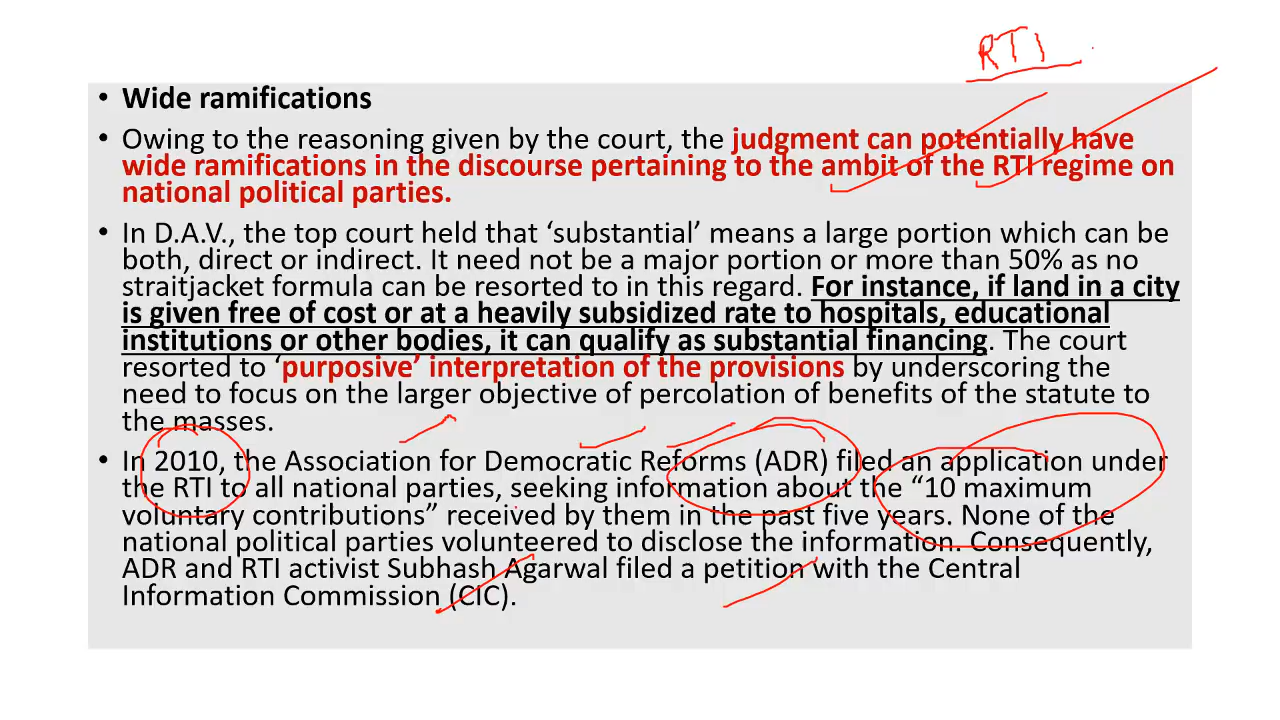 RTI
• Wide ramifications
• Owing to the reasoning given by the court, the judgment can potentially have
wide ramifications in the discourse pertaining to the ambit of the RTI regime on
national political parties.
• In D.A.V., the top court held that ‘substantial’ means a large portion which can be
both, direct or indirect. It need not be a major portion or more than 50% as no
straitjacket formula can be resorted to in this regard. For instance, if land in a city
is given free of cost or at a heavily subsidized rate to hospitals, educational
institutions or other bodies, it can qualify as substantial financing. The court
resorted to ‘purposive’ interpretation of the provisions by underscoring the
need to focus on the larger objective of percolation of benefits of the statute to
the masses.
• In 2010, the Association for Democratic Reforms (ADR) filed an application under
the RTI to all national parties, seeking information about the “10 maximum
voluntary contributions” received by them in the past five years. None of the
national political parties volunteered to disclose the information. Consequently,
ADR and RTI activist Subhash Agarwal filed a petition with the Central
Information Commission (CIC).